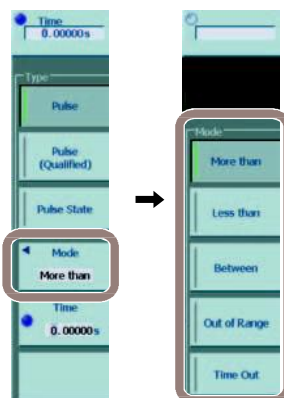 Time
0.00000s
Type
Pulse
Pulse
(Qualified)
Pulse State
Mode
More than
Time
0.00000s
Mode
More than
Less than
Between
Out of Range
Time Out